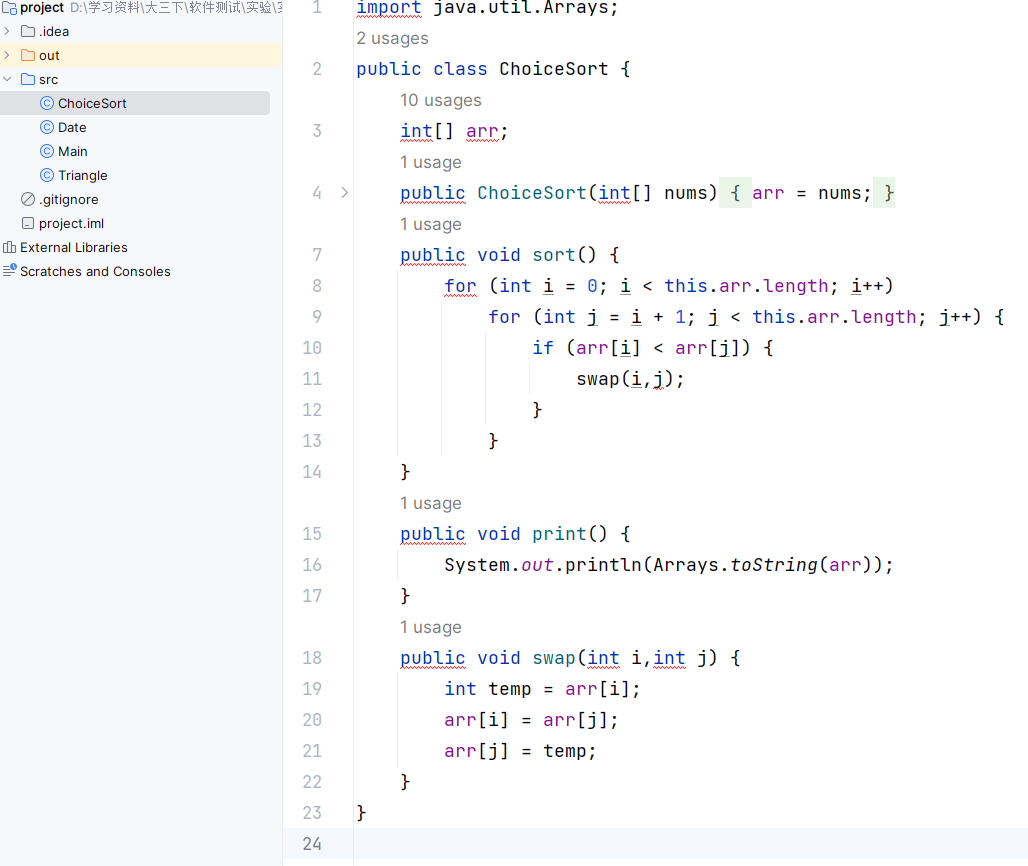 project D:\学习资料\大三下\软件测试\实验\
.idea
out
src
ChoiceSort
Date
Main
Triangle
.gitignore
project.iml
External Libraries
Scratches and Consoles
1 import java.util.Arrays;
2 usages
2 public class ChoiceSort {
10 usages
3 int[] arr;
1 usage
4 public ChoiceSort(int[] nums) { arr = nums; }
1 usage
7 public void sort() {
8 for (int i = 0; i < this.arr.length; i++)
9 for (int j = i + 1; j < this.arr.length; j++) {
10 if (arr[i] < arr[j]) {
11 swap(i,j);
12 }
13 }
14 }
1 usage
15 public void print() {
16 System.out.println(Arrays.toString(arr));
17 }
1 usage
18 public void swap(int i,int j) {
19 int temp = arr[i];
20 arr[i] = arr[j];
21 arr[j] = temp;
22 }
23 }
24